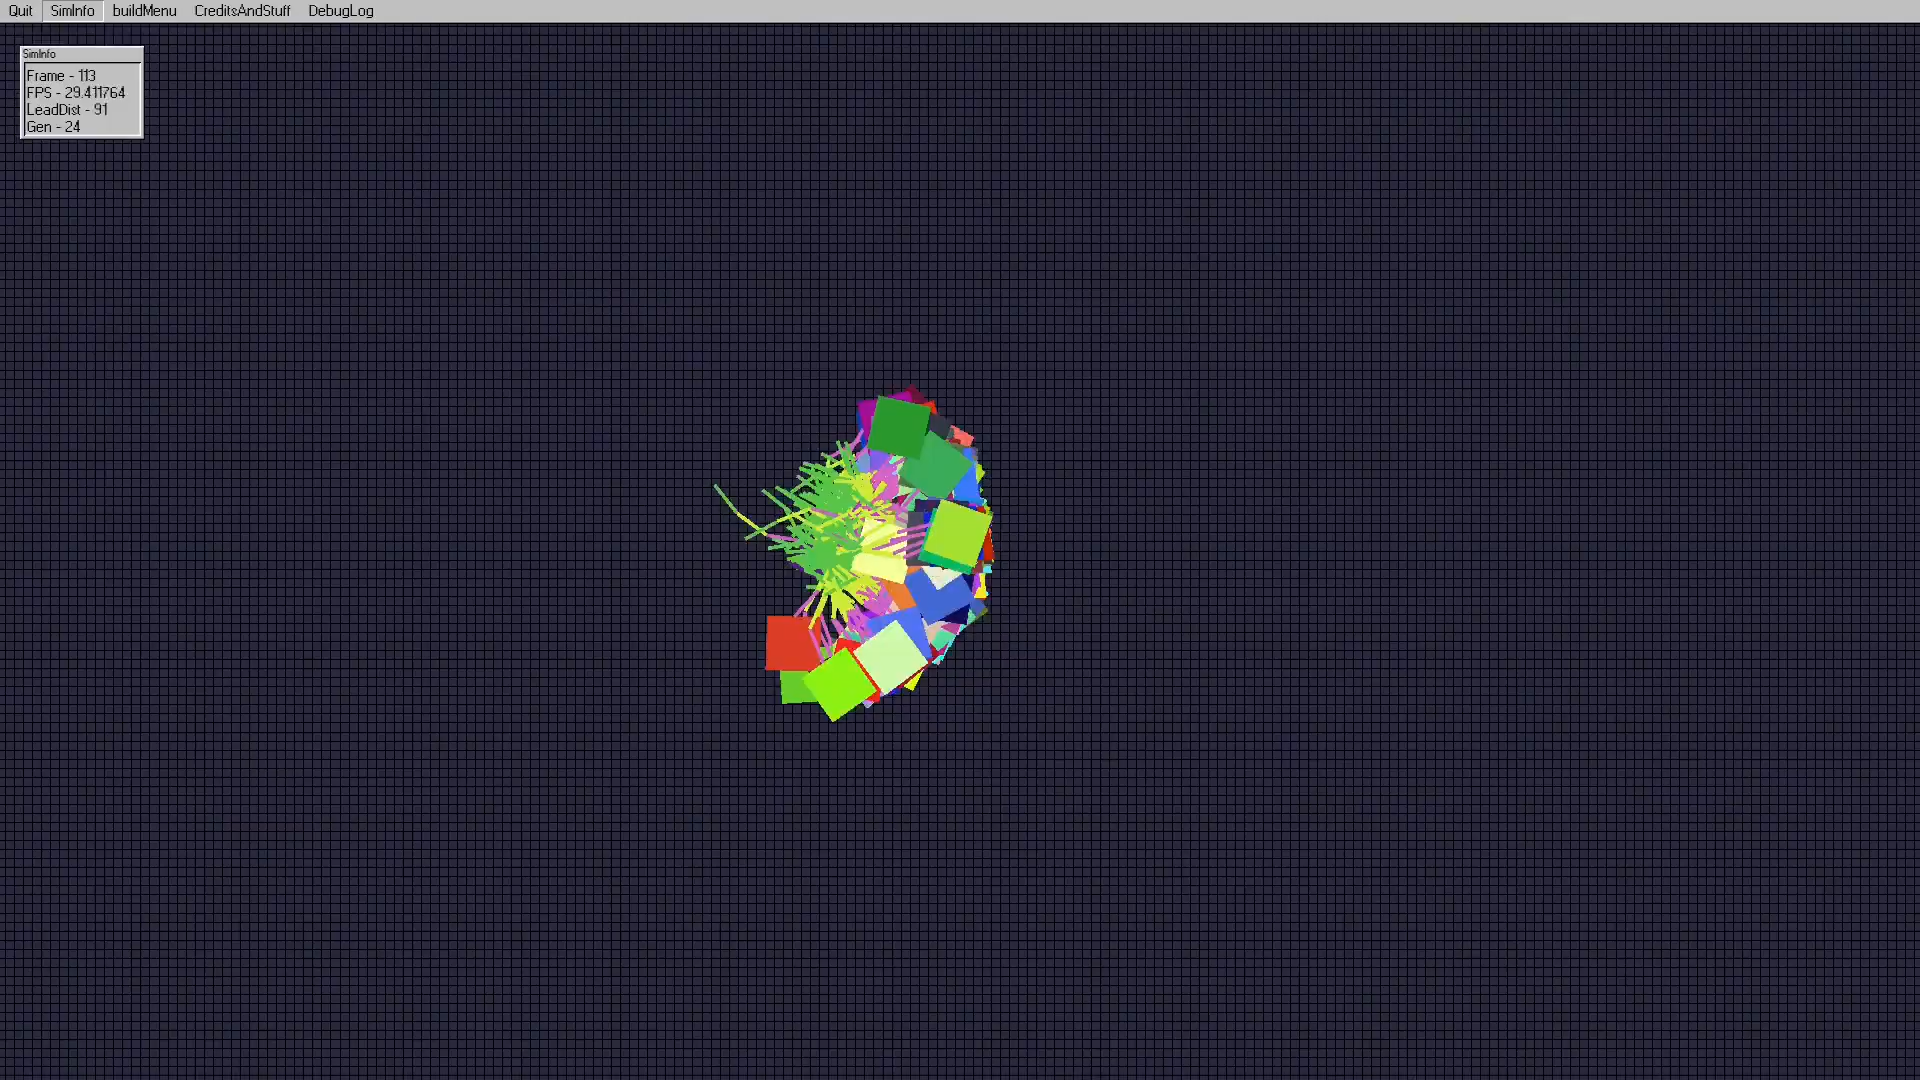 Quit SimInfo buildMenu CreditsAndStuff DebugLog
SimInfo
Frame - 113
FPS - 29.411764
LeadDist - 91
Gen - 24